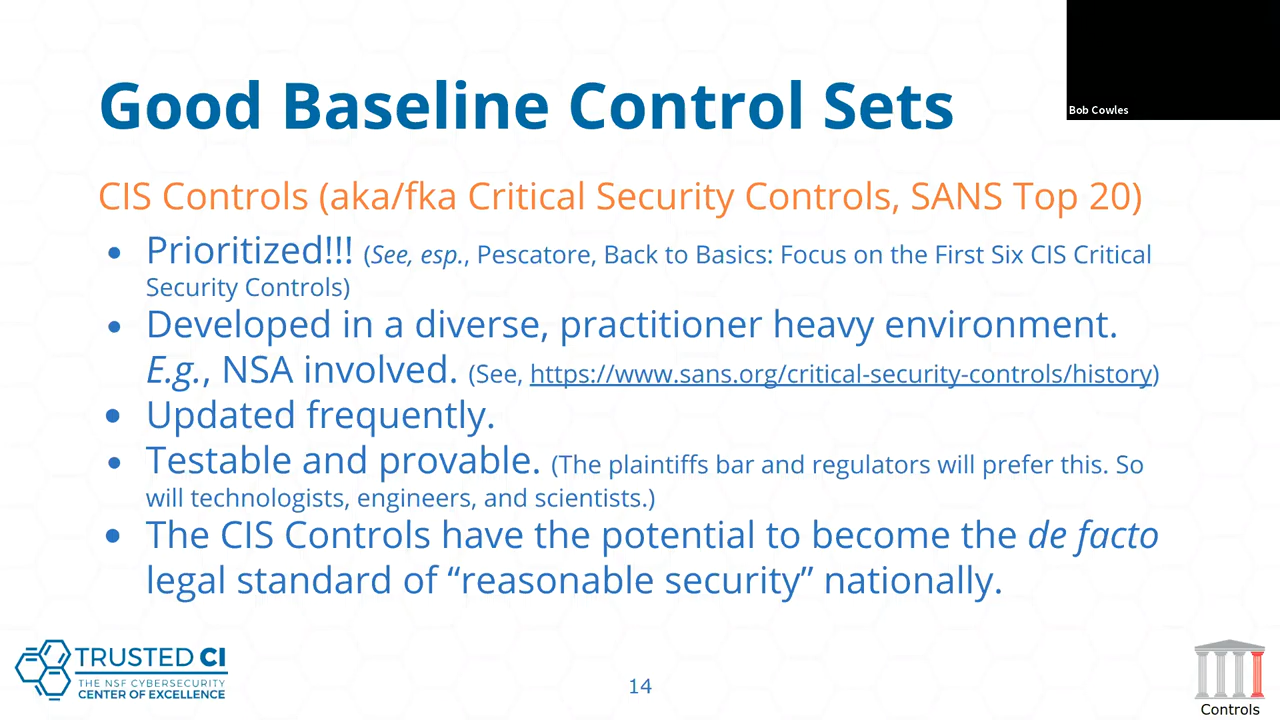 Good Baseline Control Sets
Bob Cowles
CIS Controls (aka/fka Critical Security Controls, SANS Top 20)
• Prioritized!!! (See, esp., Pescatore, Back to Basics: Focus on the First Six CIS Critical
Security Controls)
• Developed in a diverse, practitioner heavy environment.
E.g., NSA involved. (See, https://www.sans.org/critical-security-controls/history)
• Updated frequently.
• Testable and provable. (The plaintiffs bar and regulators will prefer this. So
will technologists, engineers, and scientists.)
• The CIS Controls have the potential to become the de facto
legal standard of “reasonable security” nationally.
TRUSTED CI
THE NSF CYBERSECURITY
CENTER OF EXCELLENCE
14
Controls